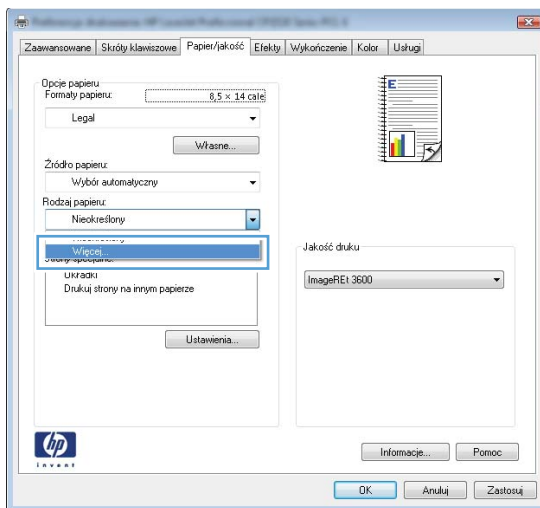 Zaawansowane Skróty klawiszowe Papier/jakość Efekty Wykończenie Kolor Usługi
Opcje papieru
Formaty papieru: 8,5 × 14 cale
Legal
Własne...
Źródło papieru:
Wybór automatyczny
Rodzaj papieru:
Nieokreślony
Więcej...
Okładki
Drukuj strony na innym papierze
Ustawienia...
E
Jakość druku
ImageREt 3600
hp
invent
Informacje... Pomoc
OK Anuluj Zastosuj